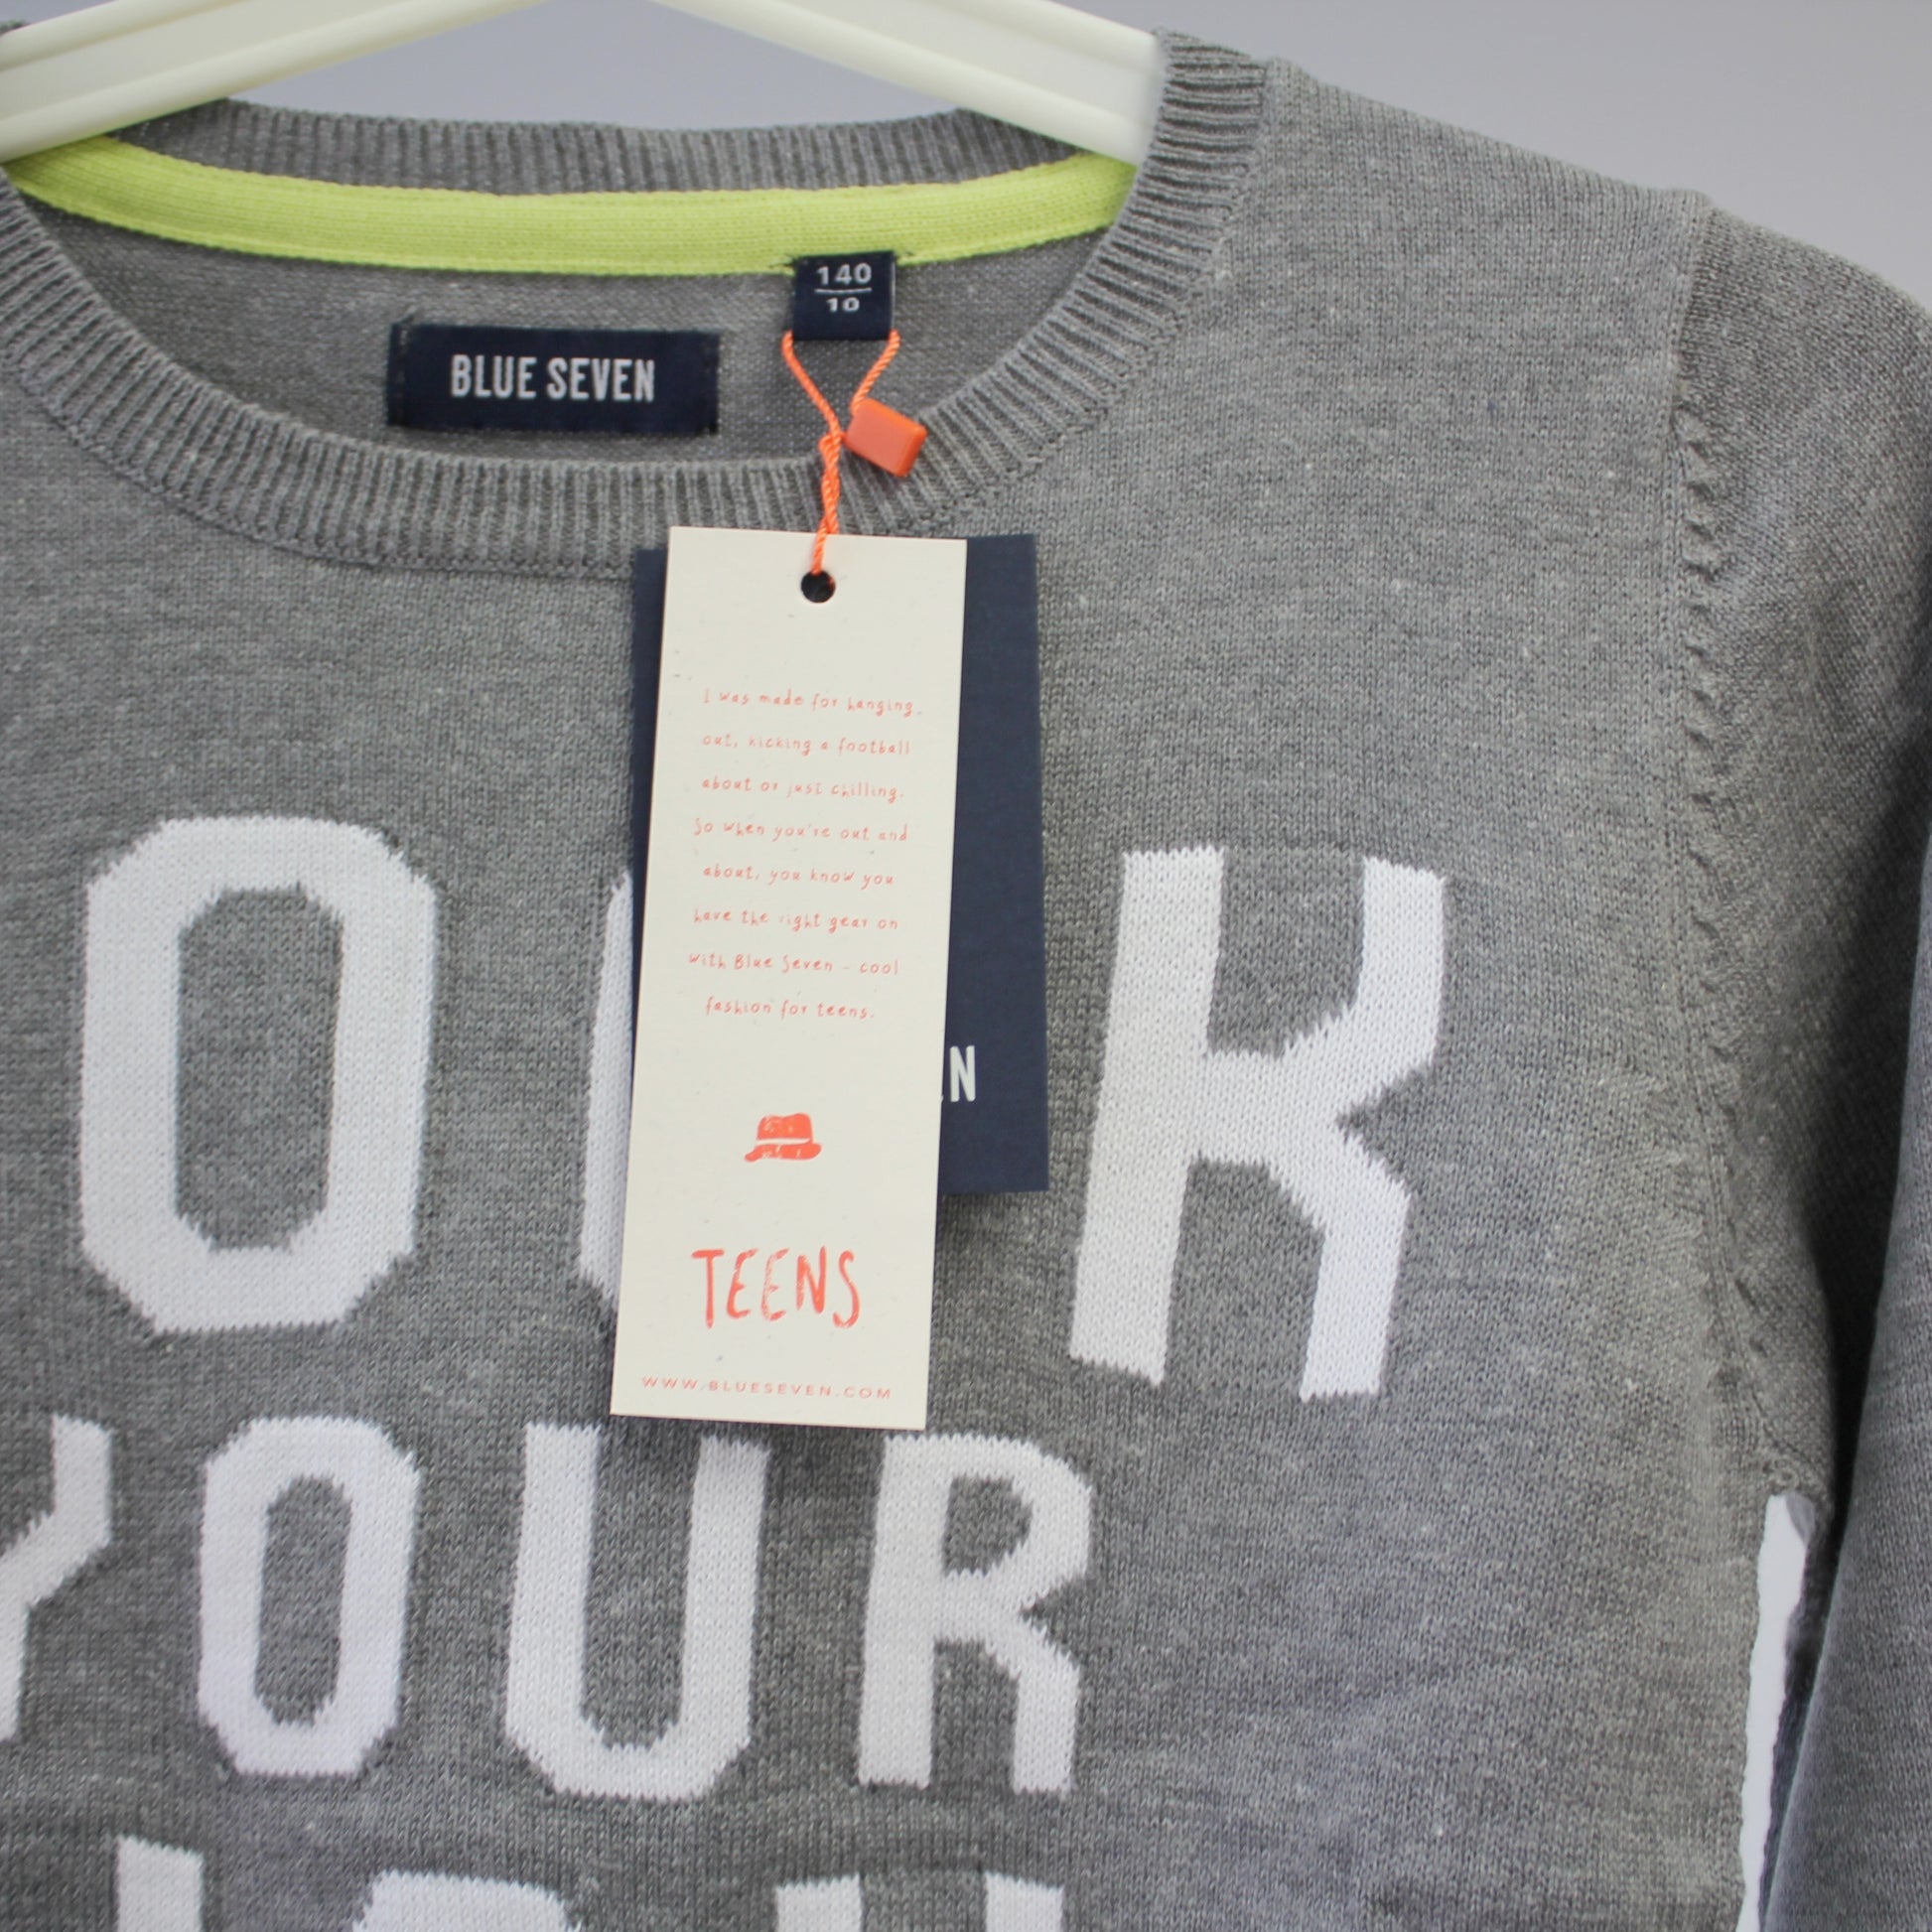 140
10
BLUE SEVEN
I was made for hanging
out, kicking a football
about or just chilling.
So when you're out and
about, you know you
have the right gear on
with Blue Seven – cool
fashion for teens.
TEENS
WWW.BLUESEVEN.COM
YOUR